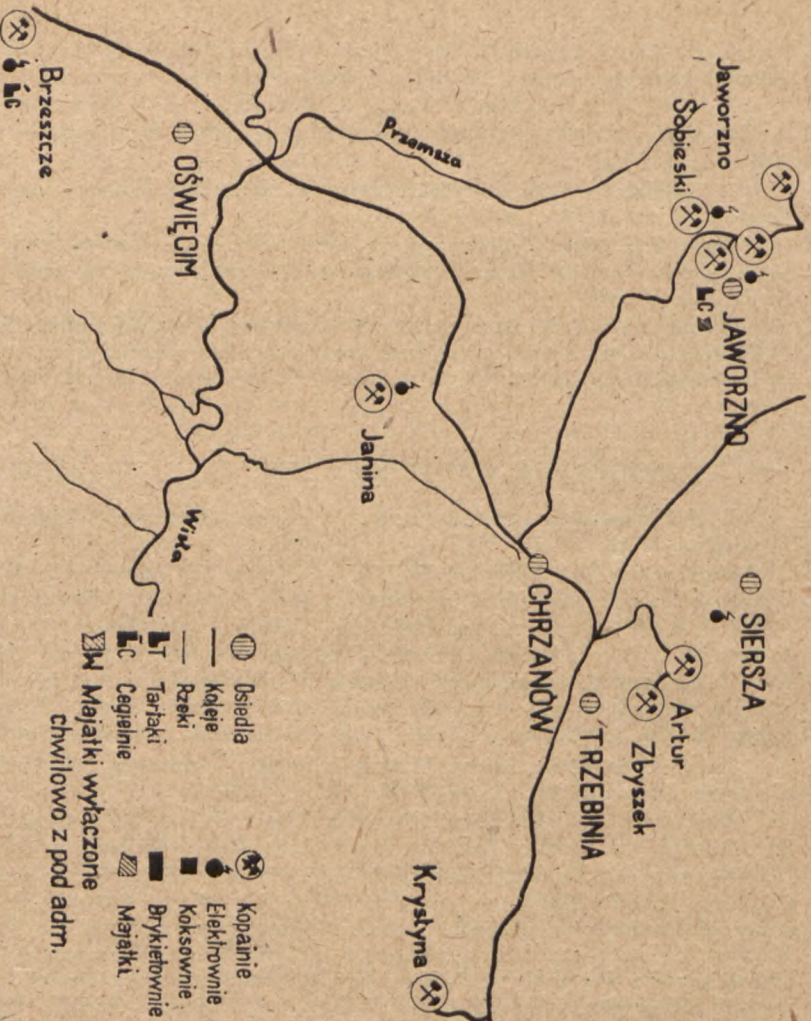 Jaworzno
Sobieski
JAWORZNO
C
SIERSZA
Artur
Zbyszek
TRZEBINIA
CHRZANÓW
Krystyna
Janina
Przemsza
OŚWIĘCIM
Brzeszcze
C
Wisła
Osiedla
Koleje
Rzeki
T Tartaki
C Cegielnie
W Majątki wyłączone
chwilowo z pod adm.
Kopalnie
Elektrownie
Koksownie
Brykietownie
Majątki